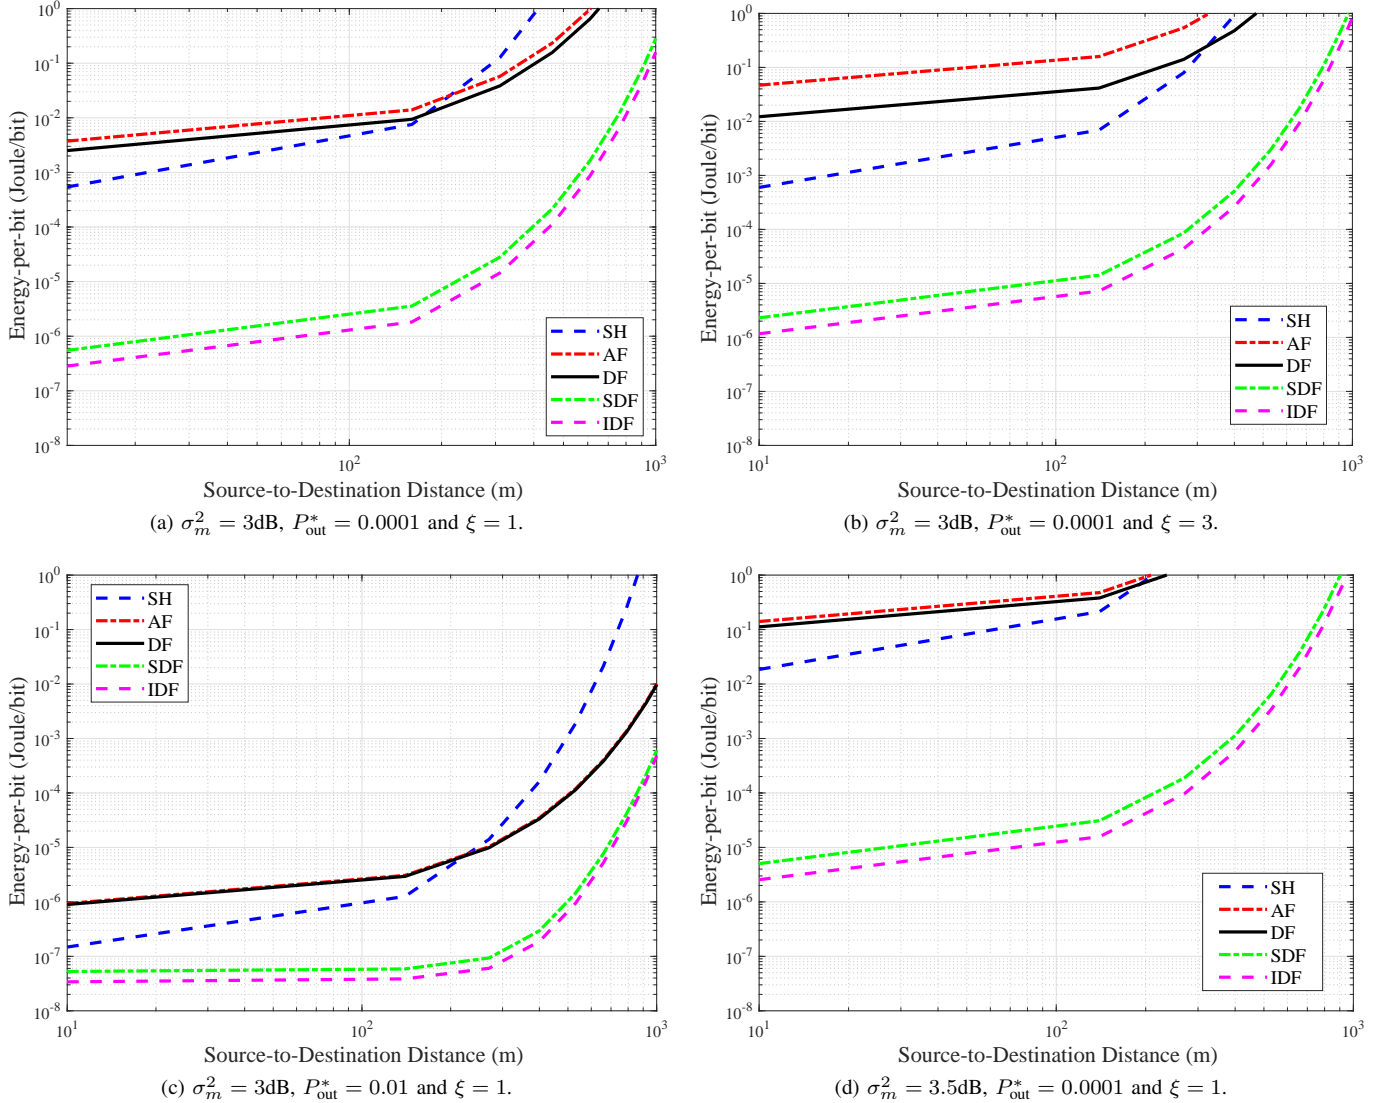 10^0
10^-1
10^-2
10^-3
10^-4
10^-5
10^-6
10^-7
10^-8
Energy-per-bit (Joule/bit)
SH
AF
DF
SDF
IDF
10^2
10^3
Source-to-Destination Distance (m)
(a) σ_m^2 = 3dB, P_out^* = 0.0001 and ξ = 1.
10^0
10^-1
10^-2
10^-3
10^-4
10^-5
10^-6
10^-7
10^-8
Energy-per-bit (Joule/bit)
SH
AF
DF
SDF
IDF
10^1
10^2
10^3
Source-to-Destination Distance (m)
(b) σ_m^2 = 3dB, P_out^* = 0.0001 and ξ = 3.
10^0
10^-1
10^-2
10^-3
10^-4
10^-5
10^-6
10^-7
10^-8
Energy-per-bit (Joule/bit)
SH
AF
DF
SDF
IDF
10^1
10^2
10^3
Source-to-Destination Distance (m)
(c) σ_m^2 = 3dB, P_out^* = 0.01 and ξ = 1.
10^0
10^-1
10^-2
10^-3
10^-4
10^-5
10^-6
10^-7
10^-8
Energy-per-bit (Joule/bit)
SH
AF
DF
SDF
IDF
10^1
10^2
10^3
Source-to-Destination Distance (m)
(d) σ_m^2 = 3.5dB, P_out^* = 0.0001 and ξ = 1.